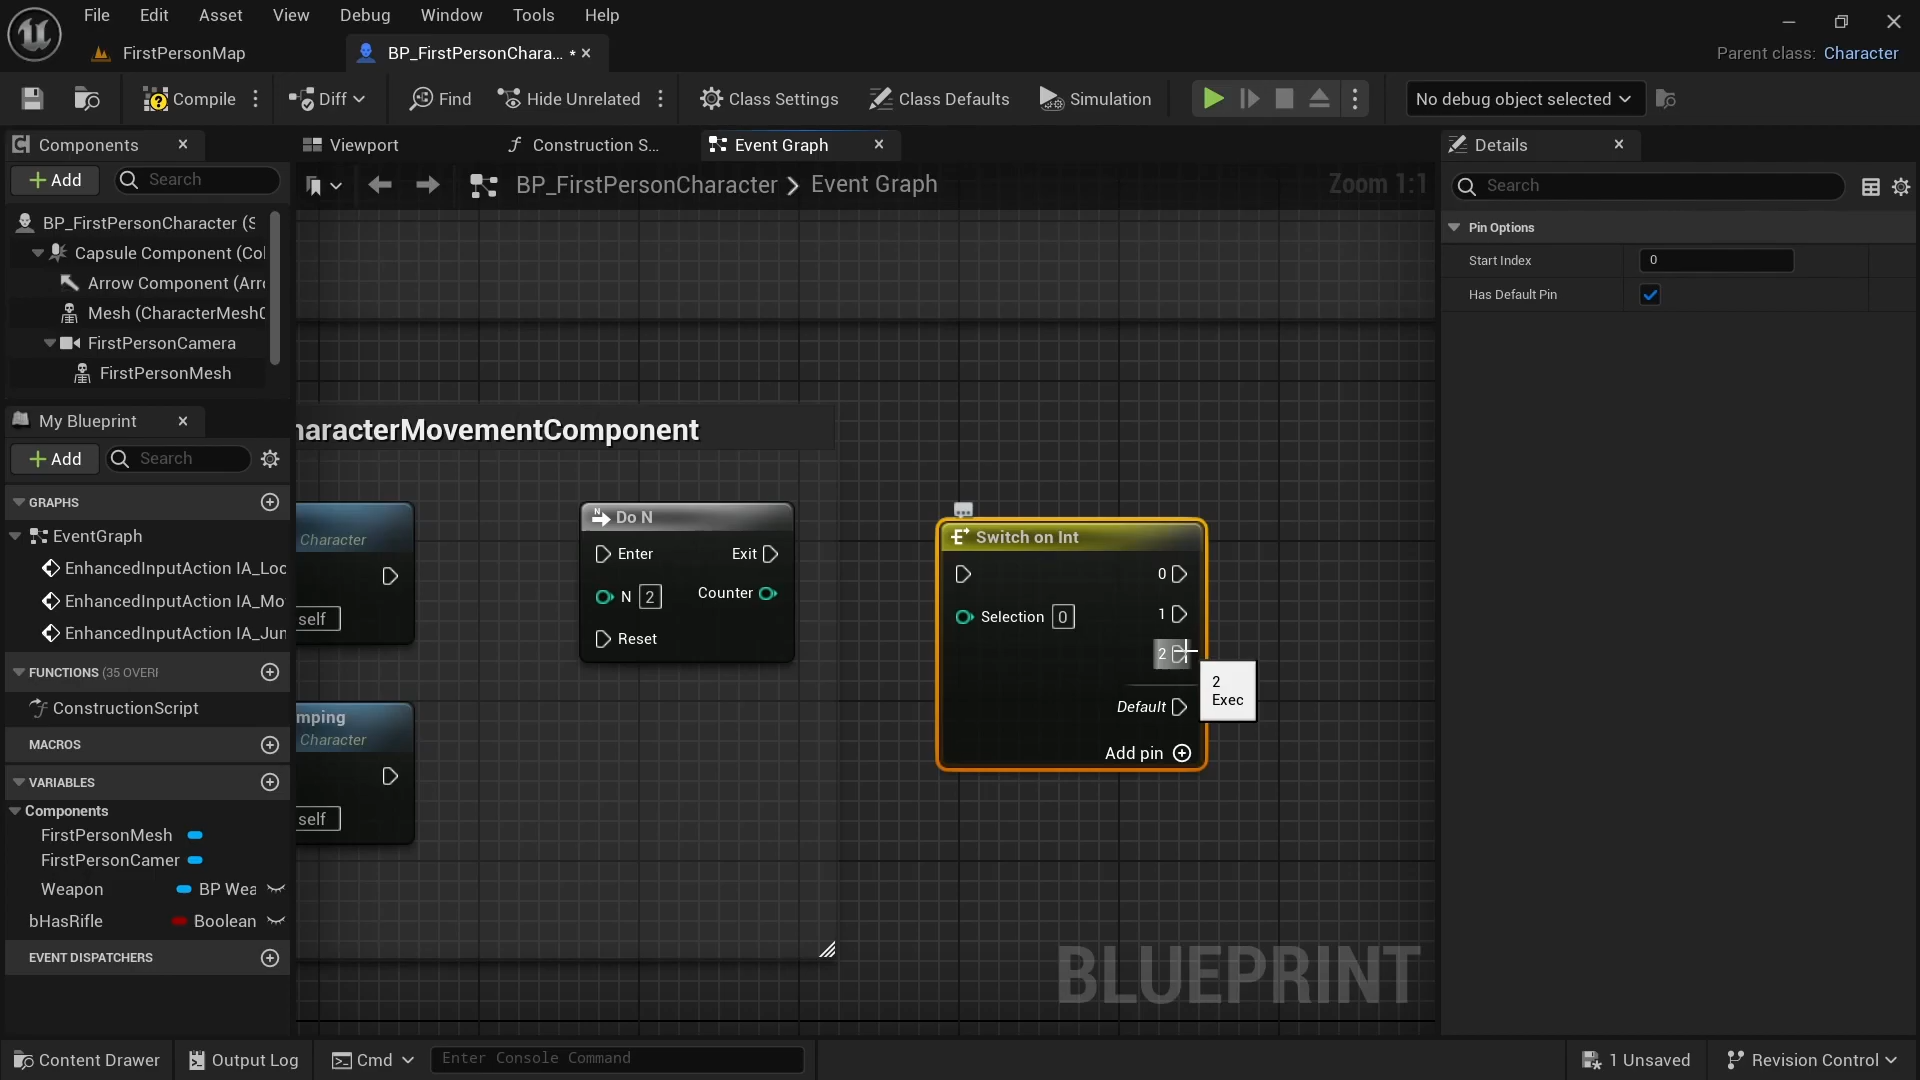 File Edit Asset View Debug Window Tools Help
FirstPersonMap
BP_FirstPersonChara... *
Parent class: Character
Compile
Diff
Find
Hide Unrelated
Class Settings
Class Defaults
Simulation
No debug object selected
Components
Viewport
Construction S...
Event Graph
Details
Add
Search
BP_FirstPersonCharacter > Event Graph
Zoom 1:1
Search
BP_FirstPersonCharacter (S
Capsule Component (Col
Arrow Component (Arr
Mesh (CharacterMesh
FirstPersonCamera
FirstPersonMesh
Pin Options
Start Index 0
Has Default Pin
My Blueprint
Add
Search
GRAPHS
EventGraph
EnhancedInputAction IA_Loo
EnhancedInputAction IA_Mo
EnhancedInputAction IA_Jum
FUNCTIONS (35 OVERI
ConstructionScript
MACROS
VARIABLES
Components
FirstPersonMesh
FirstPersonCamer
Weapon BP Wea
bHasRifle Boolean
EVENT DISPATCHERS
haracterMovementComponent
Character
self
mping
Character
self
Do N
Enter Exit
N 2 Counter
Reset
Switch on Int
0
Selection 0 1
2
Default
Add pin
2
Exec
BLUEPRINT
Content Drawer
Output Log
Cmd
Enter Console Command
1 Unsaved
Revision Control